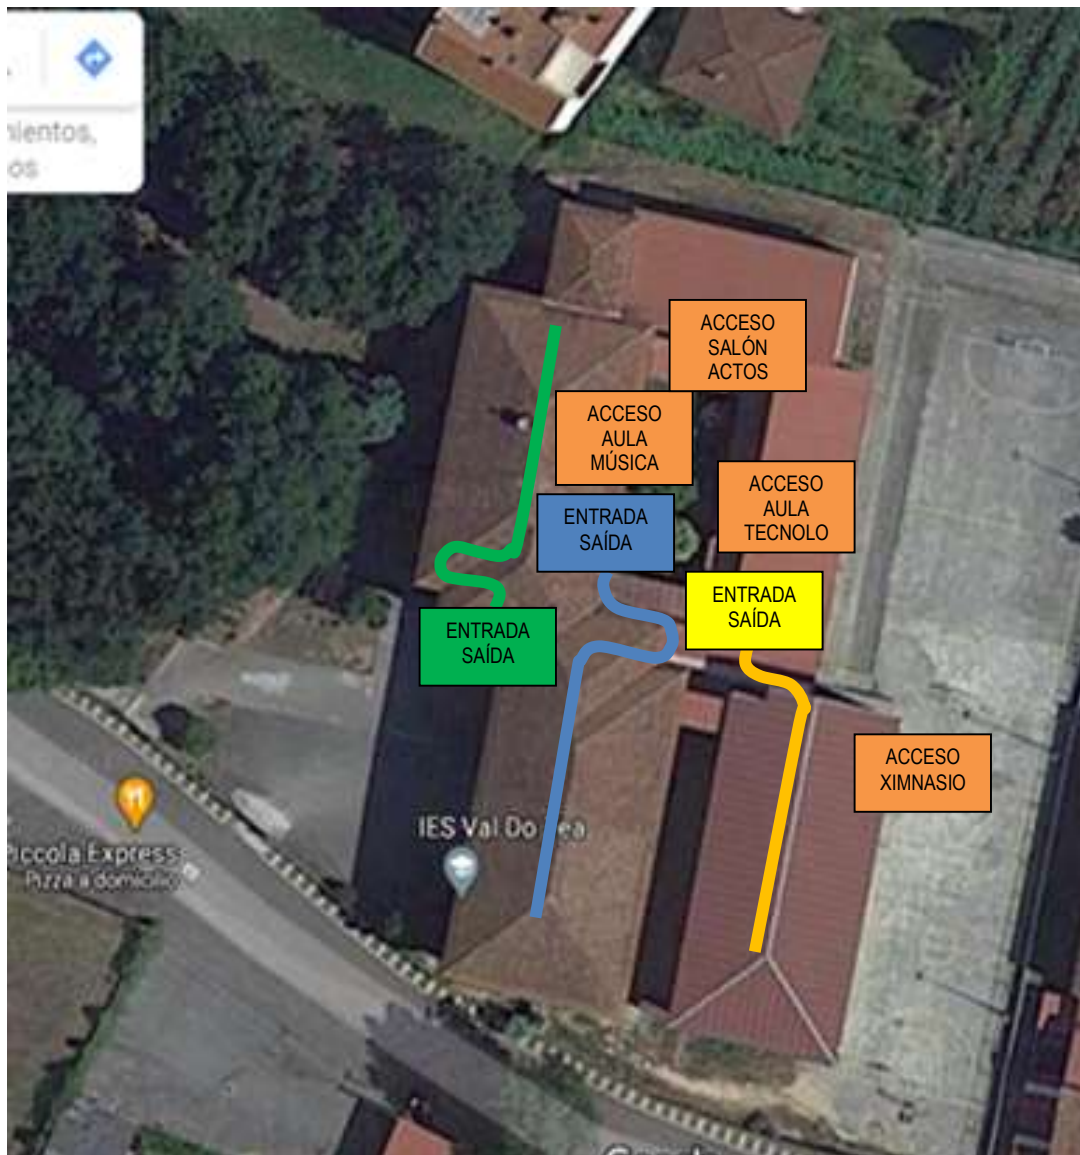 ACCESO
SALÓN
ACTOS
ACCESO
AULA
MÚSICA
ACCESO
AULA
TECNOLO
ENTRADA
SAÍDA
ENTRADA
SAÍDA
ENTRADA
SAÍDA
ACCESO
XIMNASIO
IES Val Do
Express
Pizza a domicilio